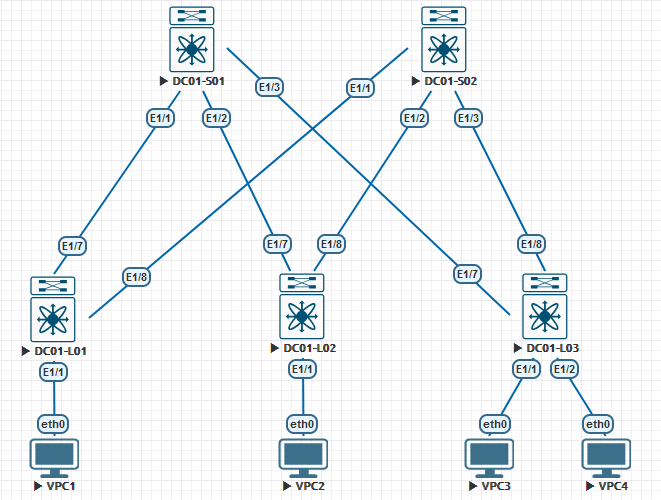 DC01-S01
DC01-S02
E1/3
E1/1
E1/1
E1/2
E1/2
E1/3
E1/7
E1/8
E1/7
E1/8
E1/8
E1/7
DC01-L01
DC01-L02
DC01-L03
E1/1
E1/1
E1/1
E1/2
eth0
eth0
eth0
eth0
VPC1
VPC2
VPC3
VPC4